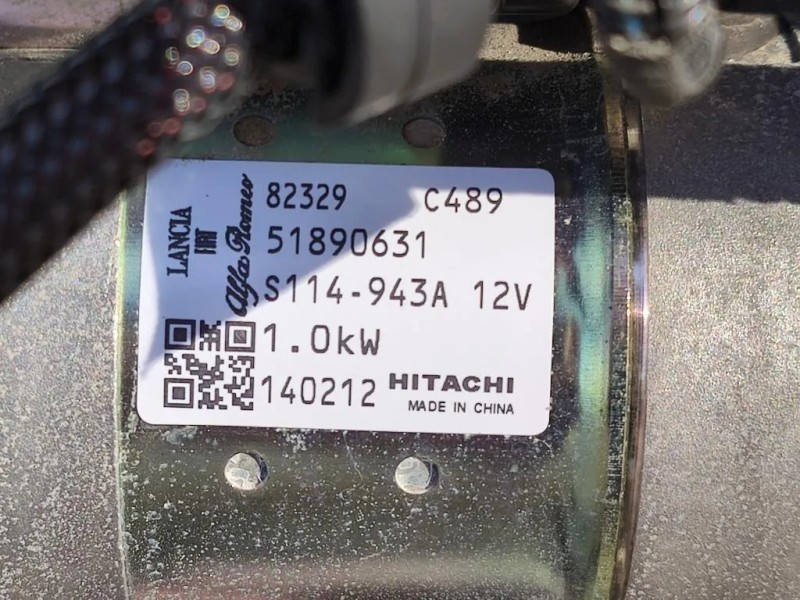 LANCIA
FIAT
Alfa Romeo
82329 C489
51890631
S114-943A 12V
1.0kW
140212 HITACHI
MADE IN CHINA